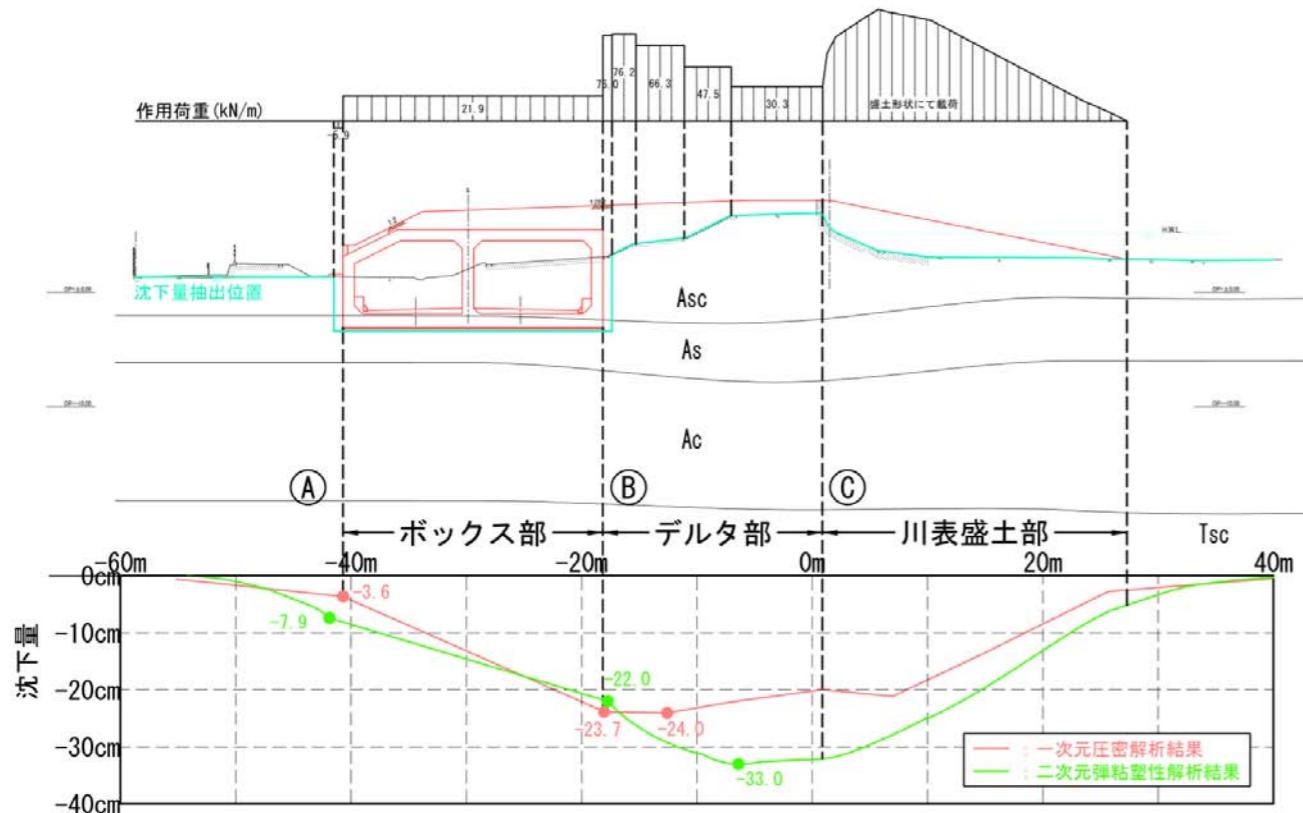 76.2
76.0
66.3
47.5
30.3
21.9
作用荷重(kN/m)
盛土形状にて載荷
-6.9
HWL
沈下量抽出位置
Asc
As
Ac
A
B
C
ボックス部
デルタ部
川表盛土部
Tsc
-60m
-40m
-20m
0m
20m
40m
0cm
-3.6
-7.9
-10cm
-22.0
-20cm
-23.7
-24.0
-30cm
-33.0
-40cm
沈下量
: 一次元圧密解析結果
: 二次元弾粘塑性解析結果